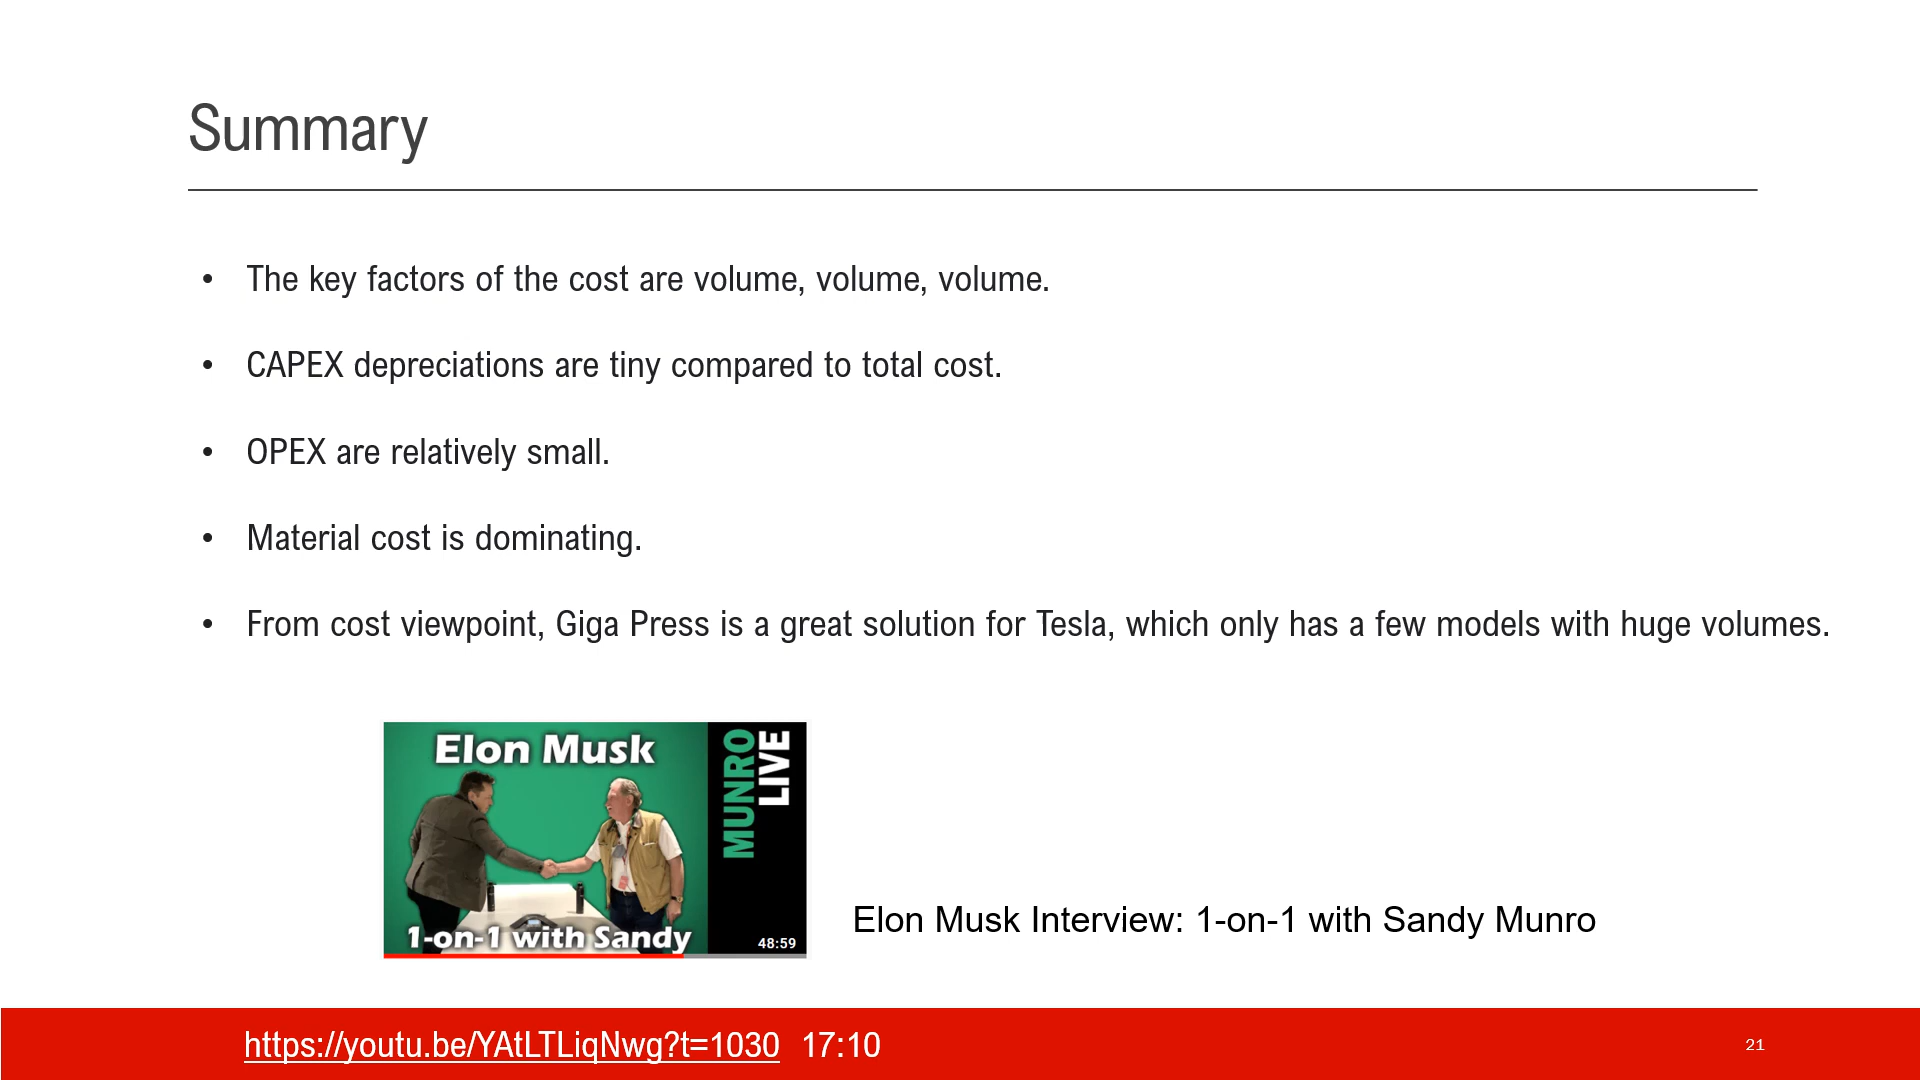 Summary
• The key factors of the cost are volume, volume, volume.
• CAPEX depreciations are tiny compared to total cost.
• OPEX are relatively small.
• Material cost is dominating.
• From cost viewpoint, Giga Press is a great solution for Tesla, which only has a few models with huge volumes.
Elon Musk
MUNRO
LIVE
1-on-1 with Sandy
48:59
Elon Musk Interview: 1-on-1 with Sandy Munro
https://youtu.be/YAtLTLiqNwg?t=1030 17:10
21